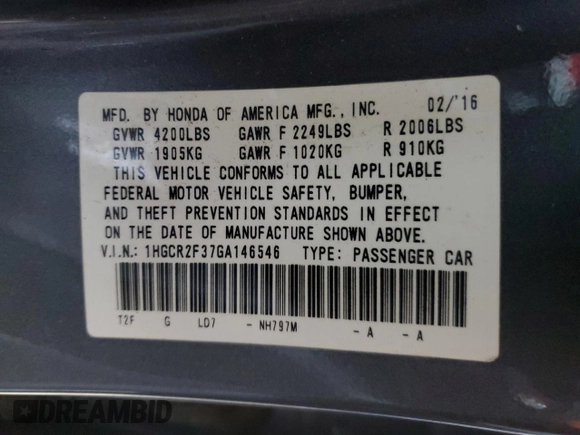 MFD. BY HONDA OF AMERICA MFG., INC. 02/'16
GVWR 4200LBS GAWR F 2249LBS R 2006LBS
GVWR 1905KG GAWR F 1020KG R 910KG
THIS VEHICLE CONFORMS TO ALL APPLICABLE
FEDERAL MOTOR VEHICLE SAFETY, BUMPER,
AND THEFT PREVENTION STANDARDS IN EFFECT
ON THE DATE OF MANUFACTURE SHOWN ABOVE.
V.I.N.: 1HGCR2F37GA146546 TYPE: PASSENGER CAR
T2F G LD7 - NH797M - A - A
DREAMBID